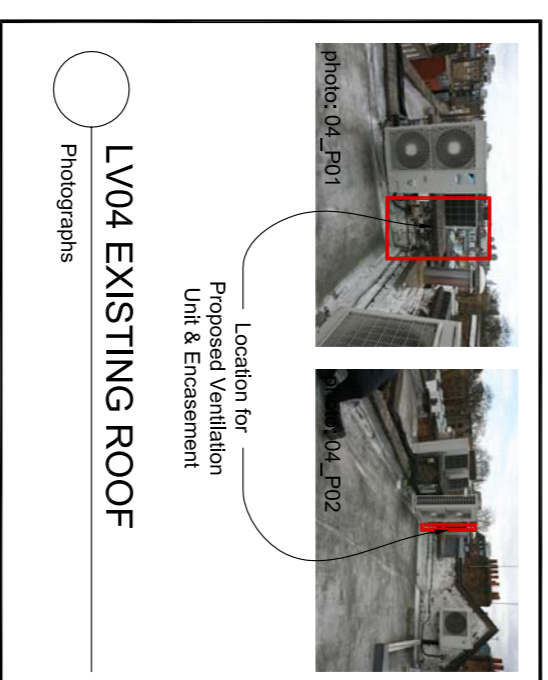 photo: 04_P01
photo: 04_P02
Location for
Proposed Ventilation
Unit & Encasement
LV04 EXISTING ROOF
Photographs